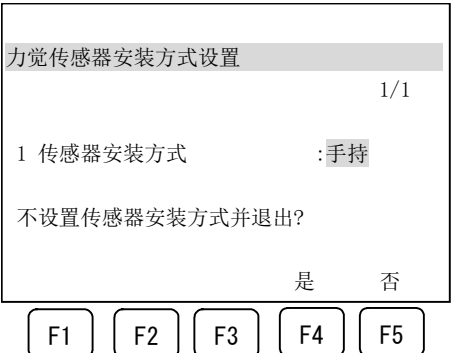 力觉传感器安装方式设置
1/1
1 传感器安装方式 :手持
不设置传感器安装方式并退出?
是 否
F1 F2 F3 F4 F5